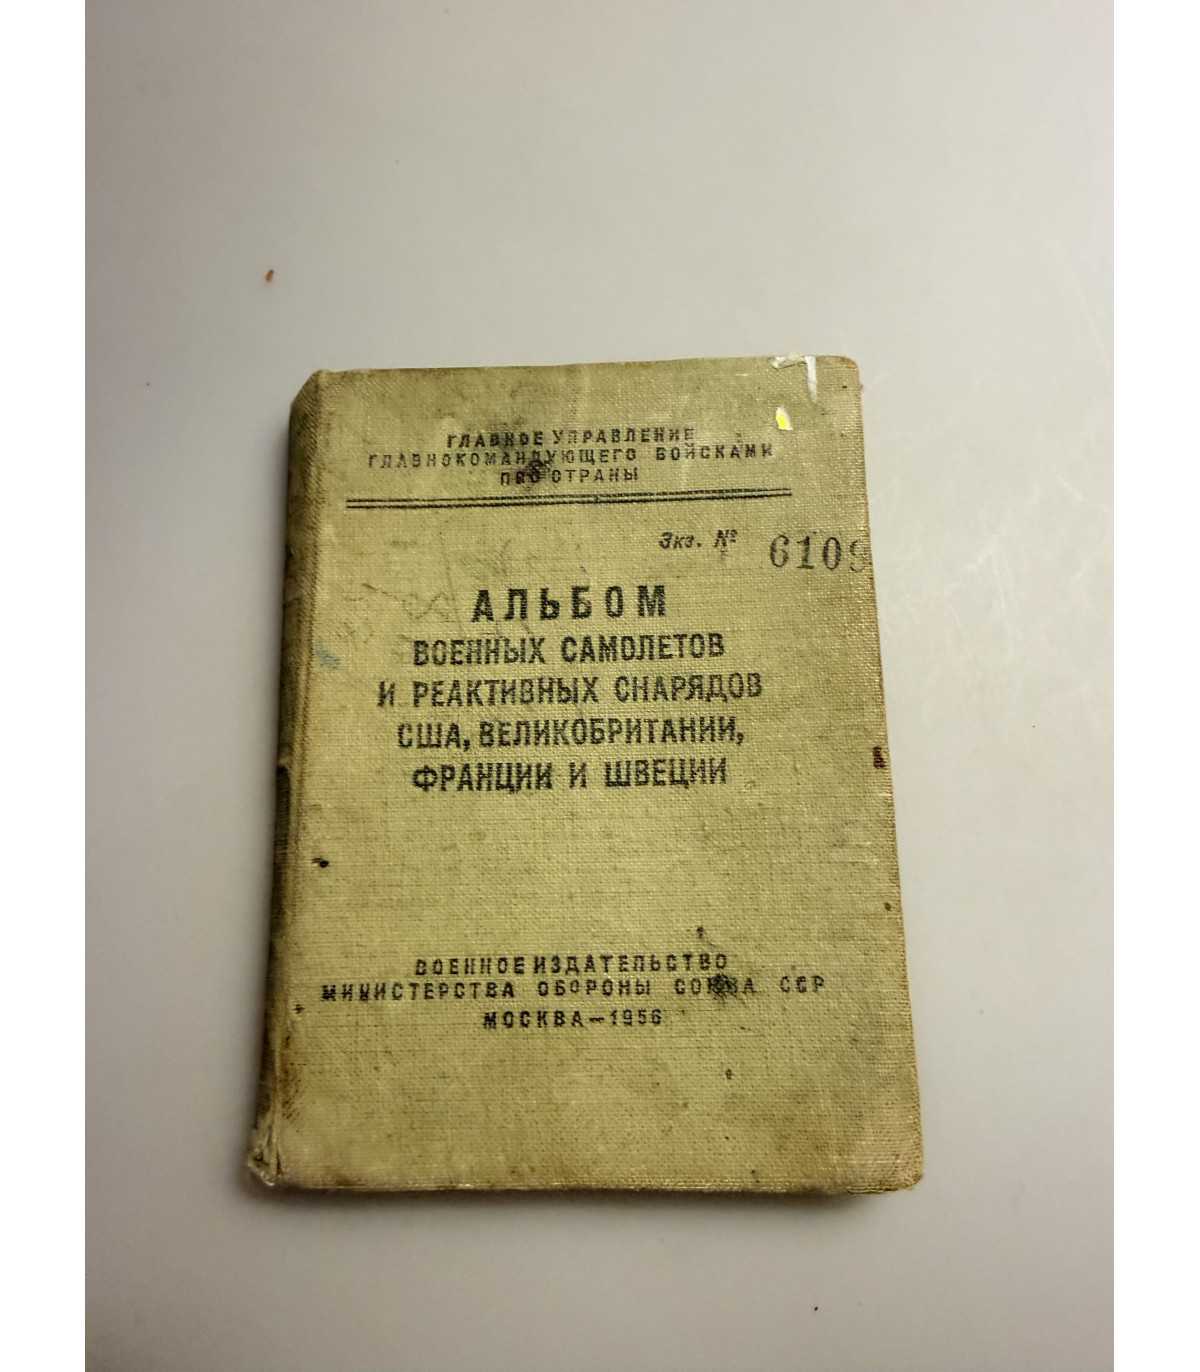 ГЛАВНОЕ УПРАВЛЕНИЕ
ГЛАВНОКОМАНДУЮЩЕГО ВОЙСКАМИ
ПВО СТРАНЫ
Экз. № 6109
АЛЬБОМ
ВОЕННЫХ САМОЛЕТОВ
И РЕАКТИВНЫХ СНАРЯДОВ
США, ВЕЛИКОБРИТАНИИ,
ФРАНЦИИ И ШВЕЦИИ
ВОЕННОЕ ИЗДАТЕЛЬСТВО
МИНИСТЕРСТВА ОБОРОНЫ СОЮЗА ССР
МОСКВА—1956